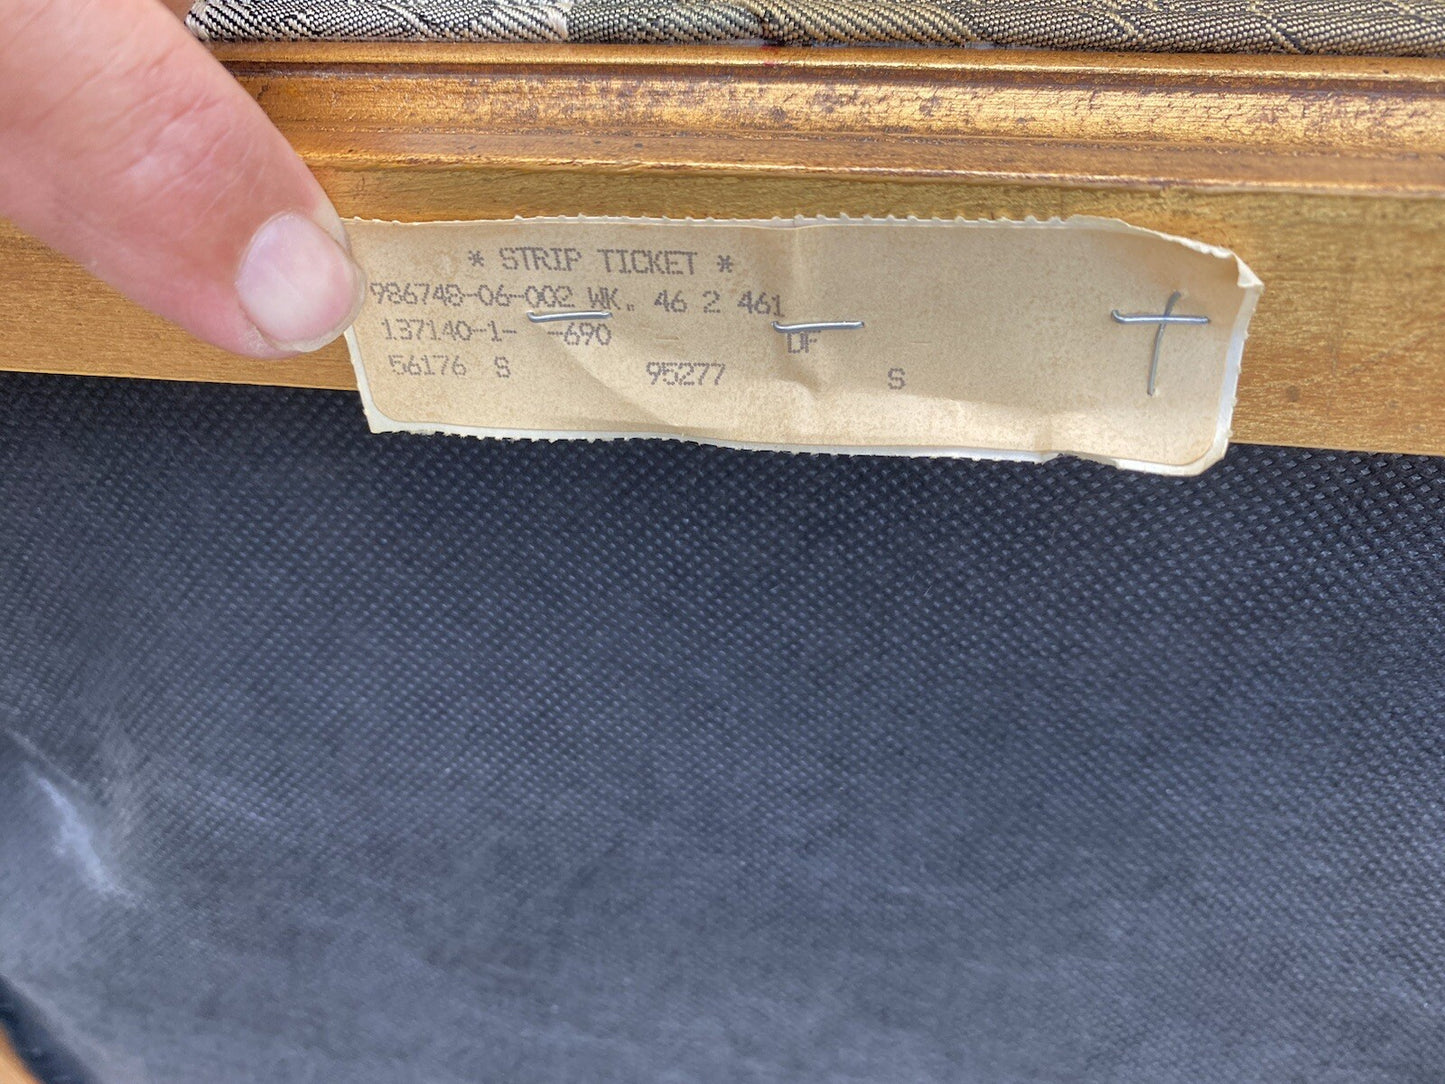 * STRIP TICKET *
986748-06-002 WK. 46 2 461
137140-1- -690 - DF -
56176 S 95277 S